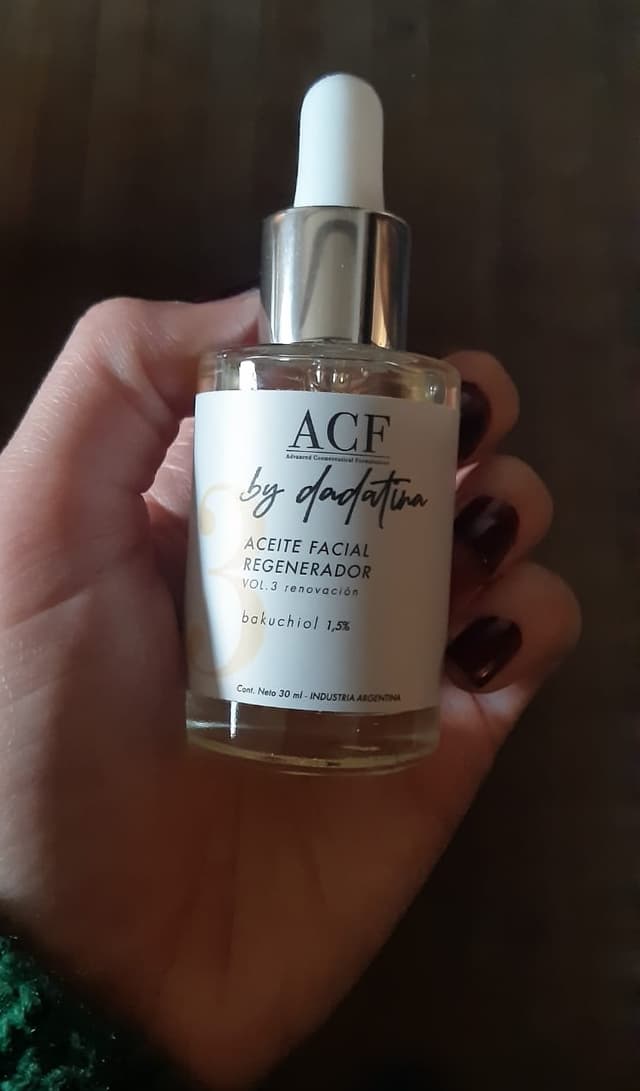 ACF
Advanced Cosmeceutical Formulations
by dadatina
3
ACEITE FACIAL
REGENERADOR
VOL.3 renovación
bakuchiol 1,5%
Cont. Neto 30 ml - INDUSTRIA ARGENTINA